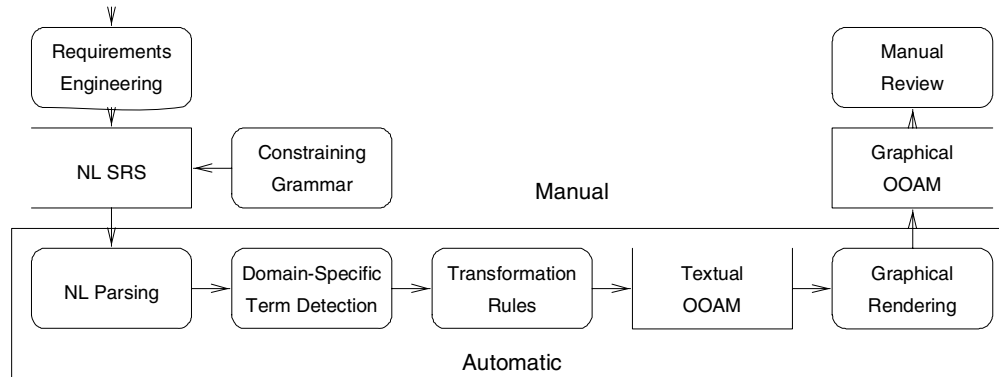 Requirements
Engineering
Manual
Review
NL SRS
Constraining
Grammar
Graphical
OOAM
Manual
NL Parsing
Domain-Specific
Term Detection
Transformation
Rules
Textual
OOAM
Graphical
Rendering
Automatic